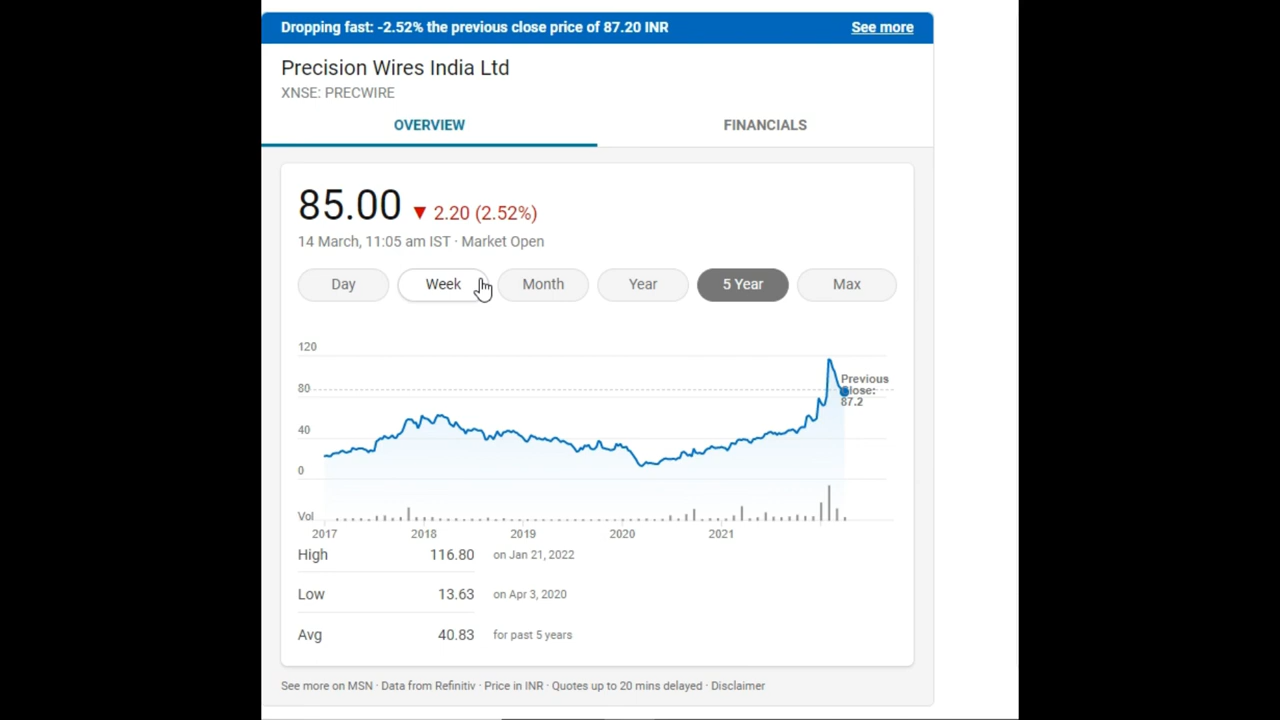 Dropping fast: -2.52% the previous close price of 87.20 INR See more
Precision Wires India Ltd
XNSE: PRECWIRE
OVERVIEW FINANCIALS
85.00 ▼ 2.20 (2.52%)
14 March, 11:05 am IST · Market Open
Day Week Month Year 5 Year Max
120
80
40
0
Previous
Close:
87.2
Vol
2017 2018 2019 2020 2021
High 116.80 on Jan 21, 2022
Low 13.63 on Apr 3, 2020
Avg 40.83 for past 5 years
See more on MSN · Data from Refinitiv · Price in INR · Quotes up to 20 mins delayed · Disclaimer